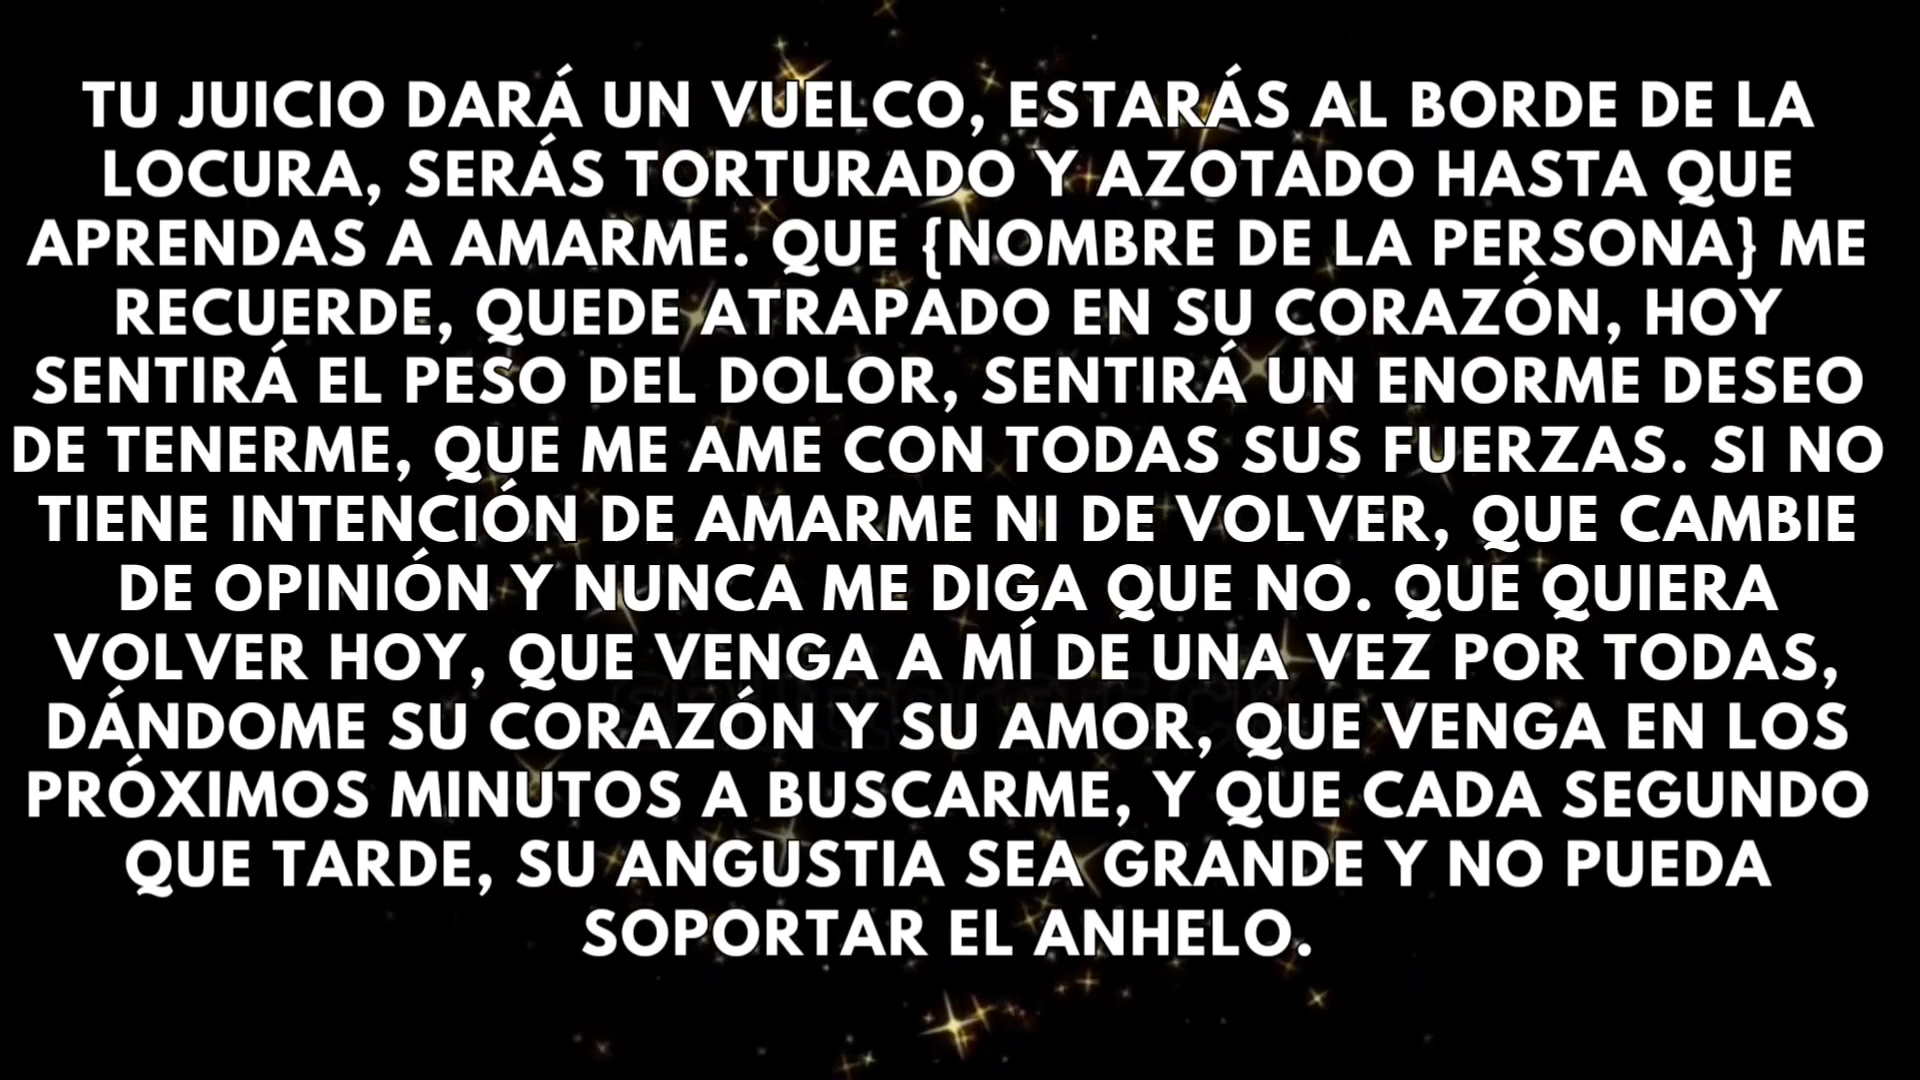 TU JUICIO DARÁ UN VUELCO, ESTARÁS AL BORDE DE LA
LOCURA, SERÁS TORTURADO Y AZOTADO HASTA QUE
APRENDAS A AMARME. QUE {NOMBRE DE LA PERSONA} ME
RECUERDE, QUEDE ATRAPADO EN SU CORAZÓN, HOY
SENTIRÁ EL PESO DEL DOLOR, SENTIRÁ UN ENORME DESEO
DE TENERME, QUE ME AME CON TODAS SUS FUERZAS. SI NO
TIENE INTENCIÓN DE AMARME NI DE VOLVER, QUE CAMBIE
DE OPINIÓN Y NUNCA ME DIGA QUE NO. QUE QUIERA
VOLVER HOY, QUE VENGA A MÍ DE UNA VEZ POR TODAS,
DÁNDOME SU CORAZÓN Y SU AMOR, QUE VENGA EN LOS
PRÓXIMOS MINUTOS A BUSCARME, Y QUE CADA SEGUNDO
QUE TARDE, SU ANGUSTIA SEA GRANDE Y NO PUEDA
SOPORTAR EL ANHELO.